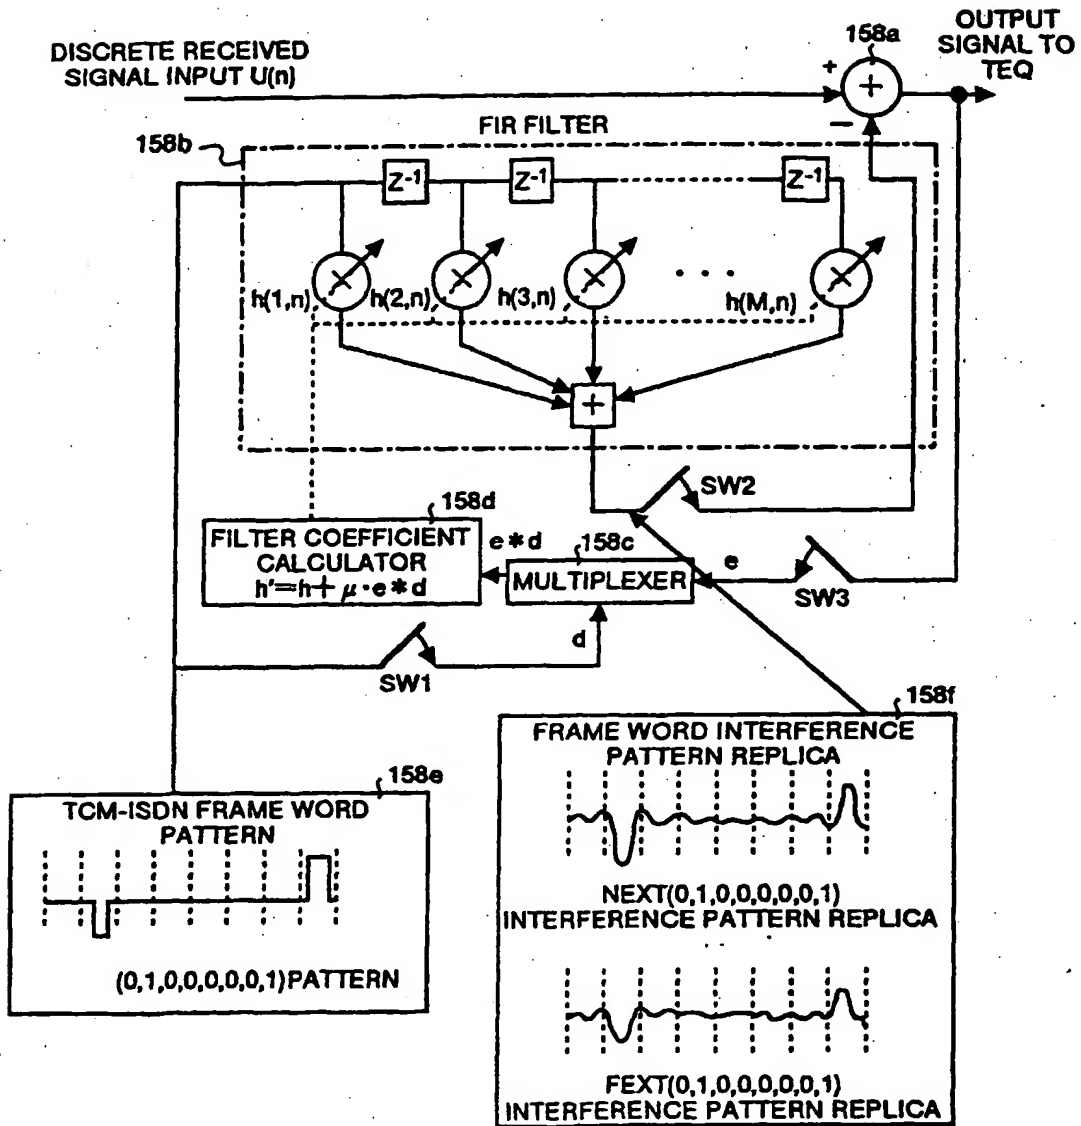 DISCRETE RECEIVED
SIGNAL INPUT U(n)
158a
OUTPUT
SIGNAL TO
TEQ
+
+
−
FIR FILTER
158b
Z-1
Z-1
Z-1
×
×
×
×
h(1,n)
h(2,n)
h(3,n)
. . .
h(M,n)
+
SW2
158d
FILTER COEFFICIENT
CALCULATOR
h'=h+ μ·e*d
e*d
158c
MULTIPLEXER
e
SW3
d
SW1
158f
FRAME WORD INTERFERENCE
PATTERN REPLICA
NEXT(0,1,0,0,0,0,0,1)
INTERFERENCE PATTERN REPLICA
FEXT(0,1,0,0,0,0,0,1)
INTERFERENCE PATTERN REPLICA
158e
TCM-ISDN FRAME WORD
PATTERN
(0,1,0,0,0,0,0,1)PATTERN